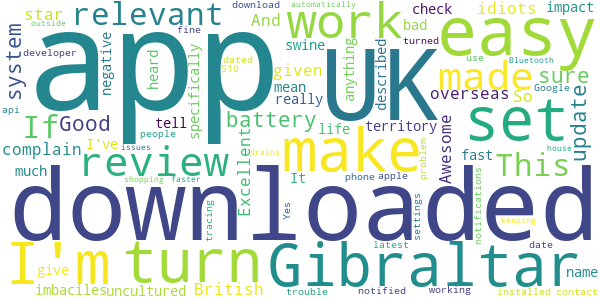 outside
automatically
download
relevant
work
easy
check
idiots
impact
star
system
developer
And
bad
fine
negative
heard
swine
dated
turned
app
UK
specifically
S10
given
anything
described
use
Bluetooth
Google
made
sure
really
mean
overseas
So
If
Good
tell
battery
territory
set
update
api
I've
people
life
complain
issues
Excellent
make
Awesome
fast
This
review
It
drains
problem
much
shopping
faster
phone
apple
house
downloaded
I'm
turn
Gibraltar
tracing
Yes
settings
notifications
keeping
latest
date
name
give
trouble
imbaciles
uncultured
British
notified
working
installed
contact